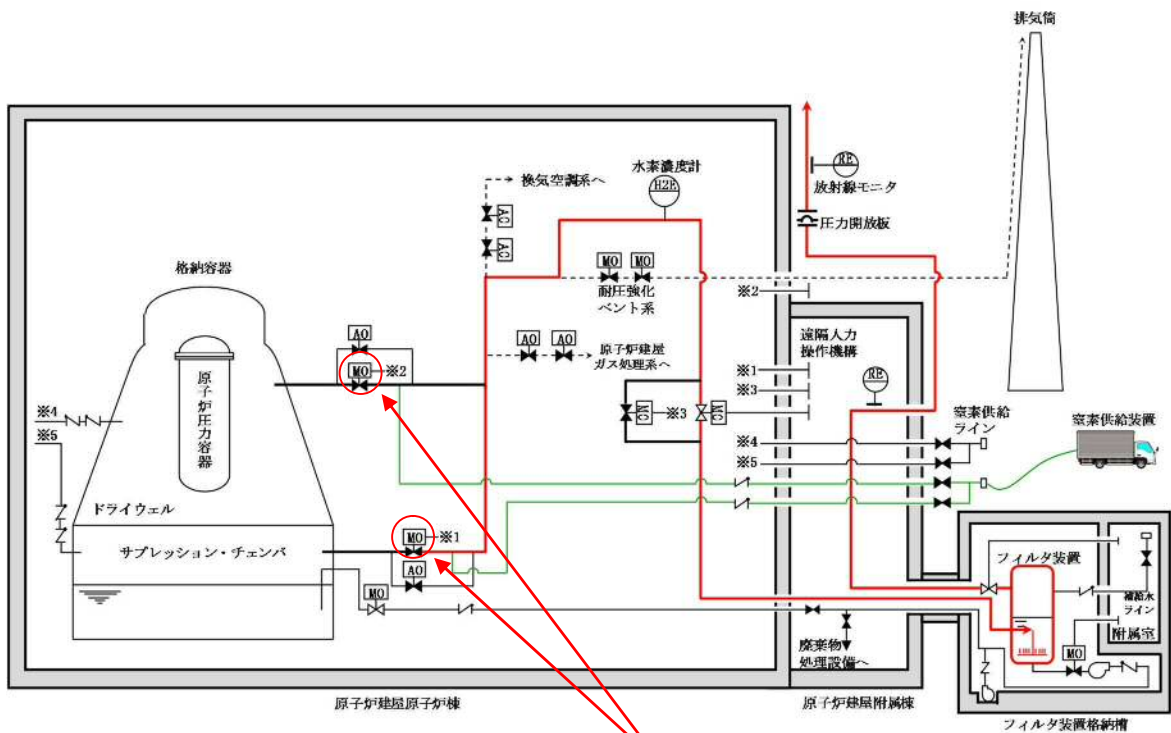 排気筒
水素濃度計
H2E
RE
放射線モニタ
換気空調系へ
AC
AC
圧力開放板
格納容器
MO
MO
耐圧強化
ベント系
※2
AO
MO
※2
AO
AO
原子炉建屋
ガス処理系へ
遠隔人力
操作機構
※1
※3
RE
原子炉圧力容器
※4
※5
MO
※3
MO
※4
※5
窒素供給
ライン
窒素供給装置
ドライウェル
サプレッション・チェンバ
MO
※1
AO
MO
フィルタ装置
補給水
ライン
附属室
MO
廃棄物
処理設備へ
原子炉建屋原子炉棟
原子炉建屋附属棟
フィルタ装置格納槽